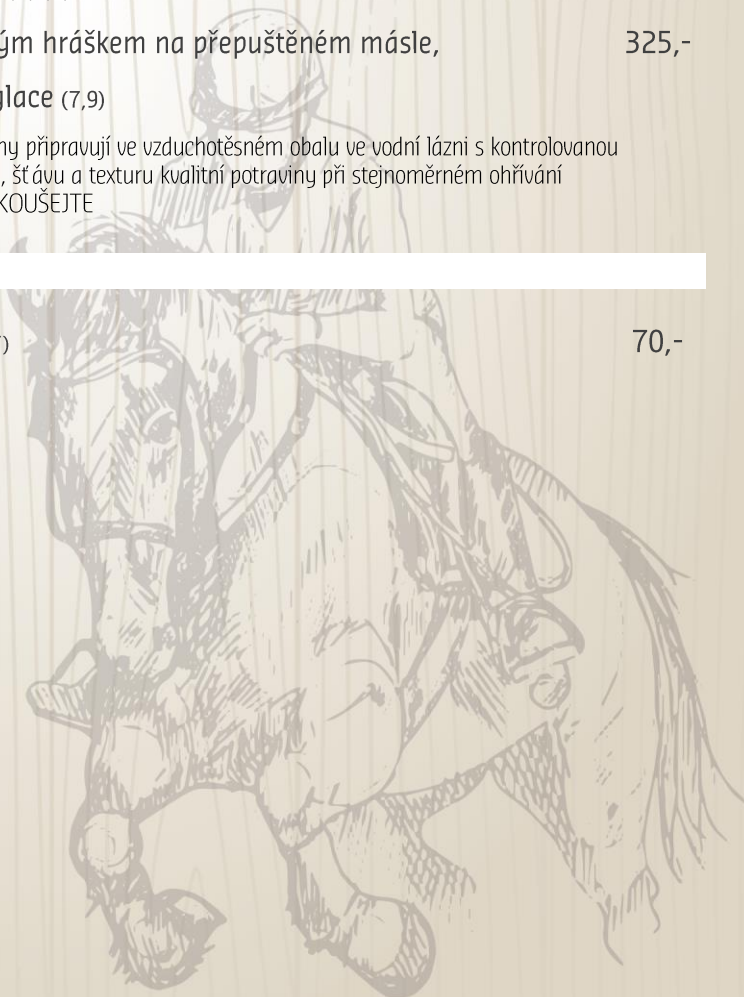 ým hráškem na přepuštěném másle, 325,-
glace (7,9)
ny připravují ve vzduchotěsném obalu ve vodní lázni s kontrolovanou
, šťávu a texturu kvalitní potraviny při stejnoměrném ohřívání
KOUŠEJTE
) 70,-